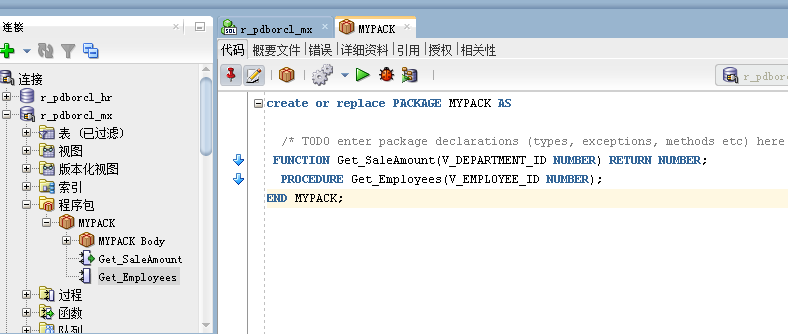 连接
连接
r_pdborcl_hr
r_pdborcl_mx
表 (已过滤)
视图
版本化视图
索引
程序包
MYPACK
MYPACK Body
Get_SaleAmount
Get_Employees
过程
函数
队列
r_pdborcl_mx
MYPACK
代码 概要文件 错误 详细资料 引用 授权 相关性
r_pdbor
create or replace PACKAGE MYPACK AS
/* TODO enter package declarations (types, exceptions, methods etc) here
FUNCTION Get_SaleAmount(V_DEPARTMENT_ID NUMBER) RETURN NUMBER;
PROCEDURE Get_Employees(V_EMPLOYEE_ID NUMBER);
END MYPACK;